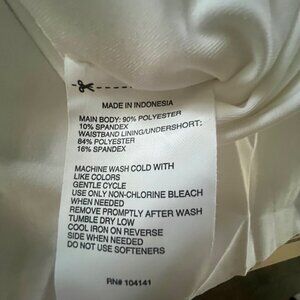 MADE IN INDONESIA
MAIN BODY: 90% POLYESTER
10% SPANDEX
WAISTBAND LINING/UNDERSHORT:
84% POLYESTER
16% SPANDEX
MACHINE WASH COLD WITH
LIKE COLORS
GENTLE CYCLE
USE ONLY NON-CHLORINE BLEACH
WHEN NEEDED
REMOVE PROMPTLY AFTER WASH
TUMBLE DRY LOW
COOL IRON ON REVERSE
SIDE WHEN NEEDED
DO NOT USE SOFTENERS
RN# 104141